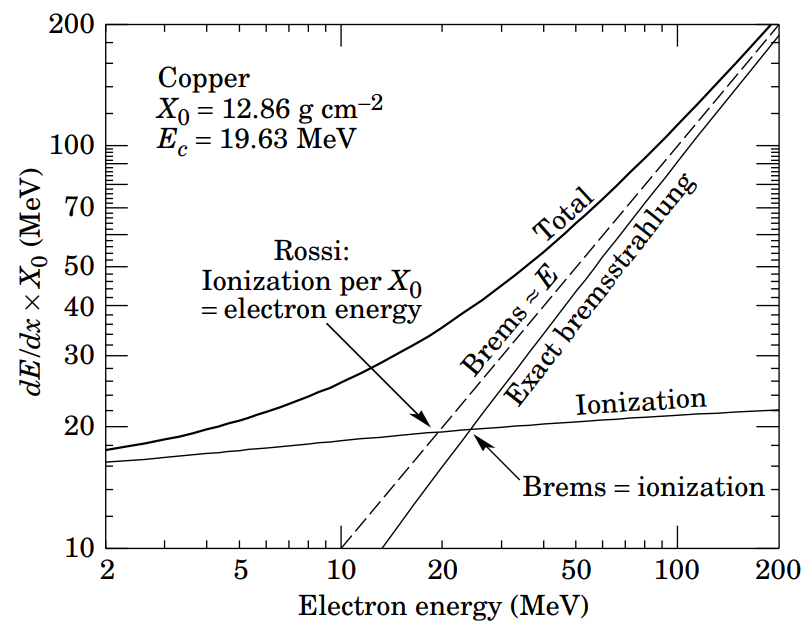 200
100
70
50
40
30
20
10
dE/dx × X₀ (MeV)
Copper
X₀ = 12.86 g cm⁻²
E_c = 19.63 MeV
Rossi:
Ionization per X₀
= electron energy
Total
Brems ≈ E
Exact bremsstrahlung
Ionization
Brems = ionization
2 5 10 20 50 100 200
Electron energy (MeV)